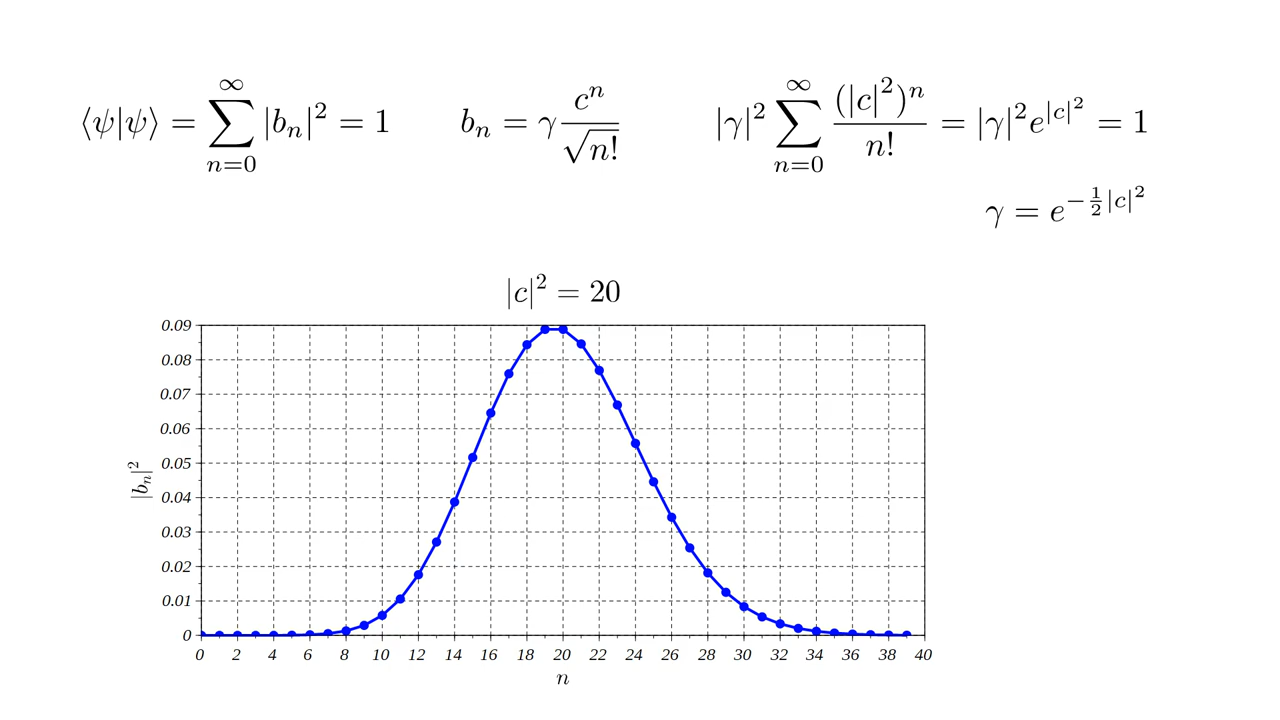 ⟨ψ|ψ⟩ = ∑_{n=0}^{∞} |b_n|² = 1
b_n = γ c^n / √n!
|γ|² ∑_{n=0}^{∞} (|c|²)^n / n! = |γ|² e^{|c|²} = 1
γ = e^{-½|c|²}
|c|² = 20
0.09
0.08
0.07
0.06
0.05
0.04
0.03
0.02
0.01
0
|b_n|²
0 2 4 6 8 10 12 14 16 18 20 22 24 26 28 30 32 34 36 38 40
n